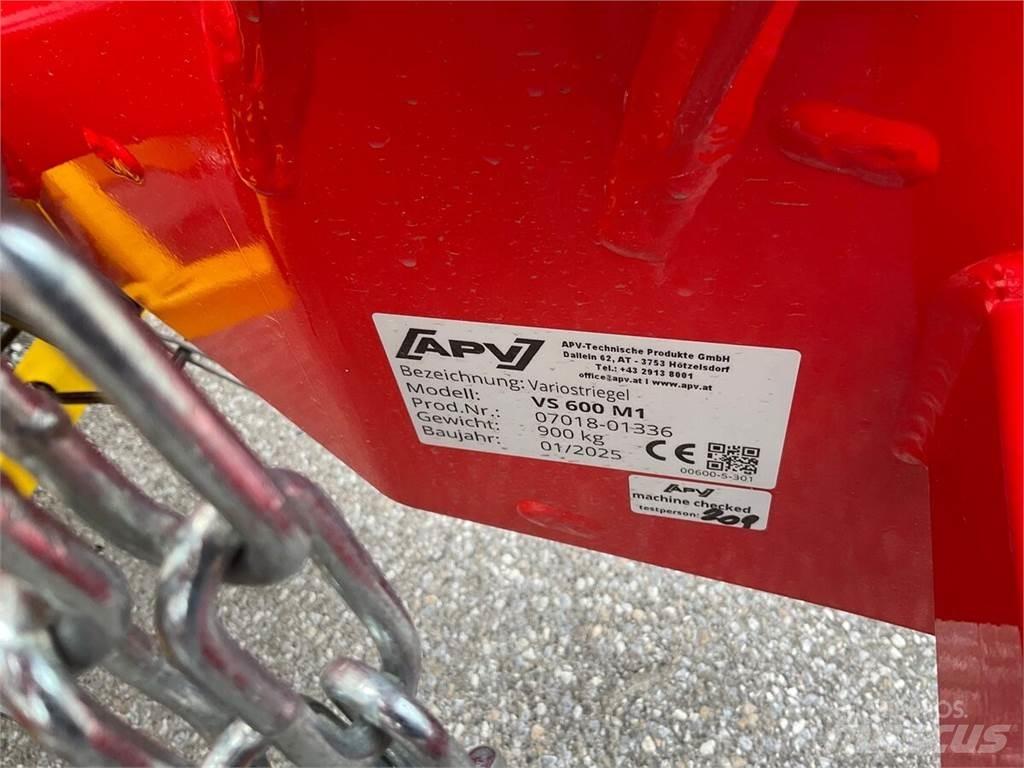 [APV]
APV-Technische Produkte GmbH
Dallein 62, AT - 3753 Hötzelsdorf
Tel.: +43 2913 8001
office@apv.at I www.apv.at
Bezeichnung: Variostriegel
Modell: VS 600 M1
Prod.Nr.: 07018-01336
Gewicht: 900 kg
Baujahr: 01/2025
CE
00600-5-301
APV
machine checked
testperson: 209